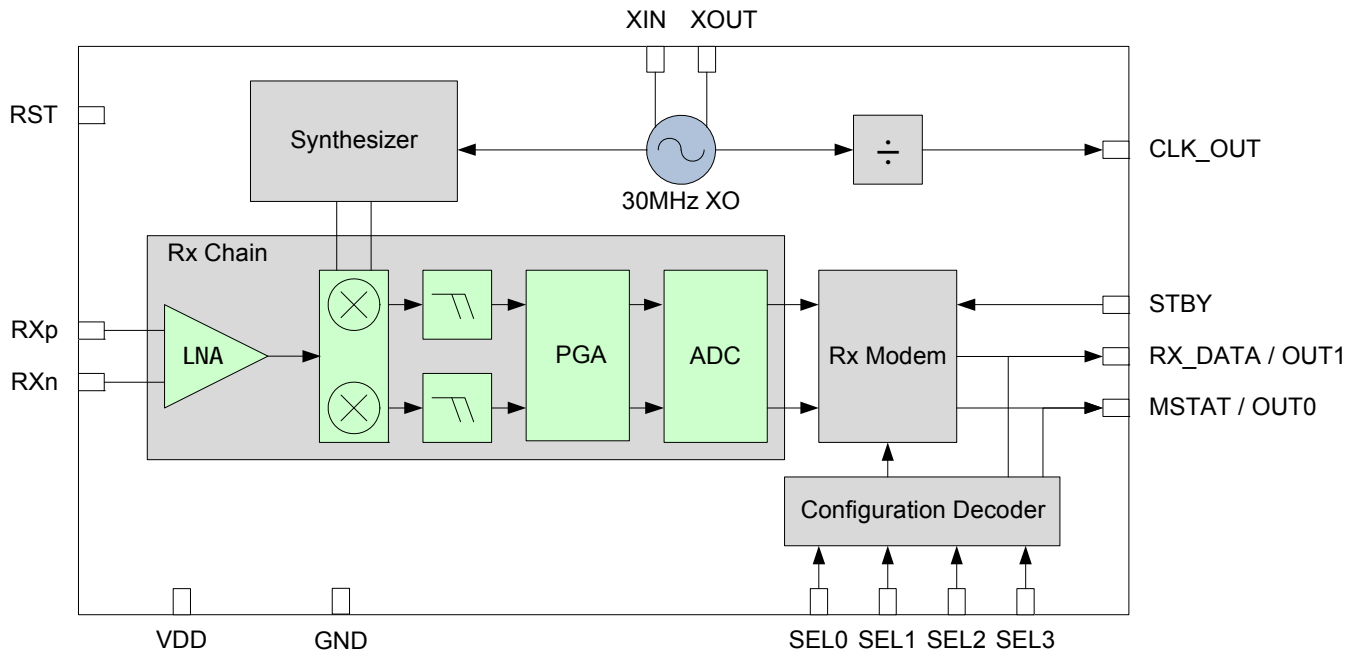 XIN XOUT
RST
Synthesizer
÷
CLK_OUT
30MHz XO
Rx Chain
RXp
RXn
LNA
PGA
ADC
Rx Modem
STBY
RX_DATA / OUT1
MSTAT / OUT0
Configuration Decoder
VDD
GND
SEL0 SEL1 SEL2 SEL3